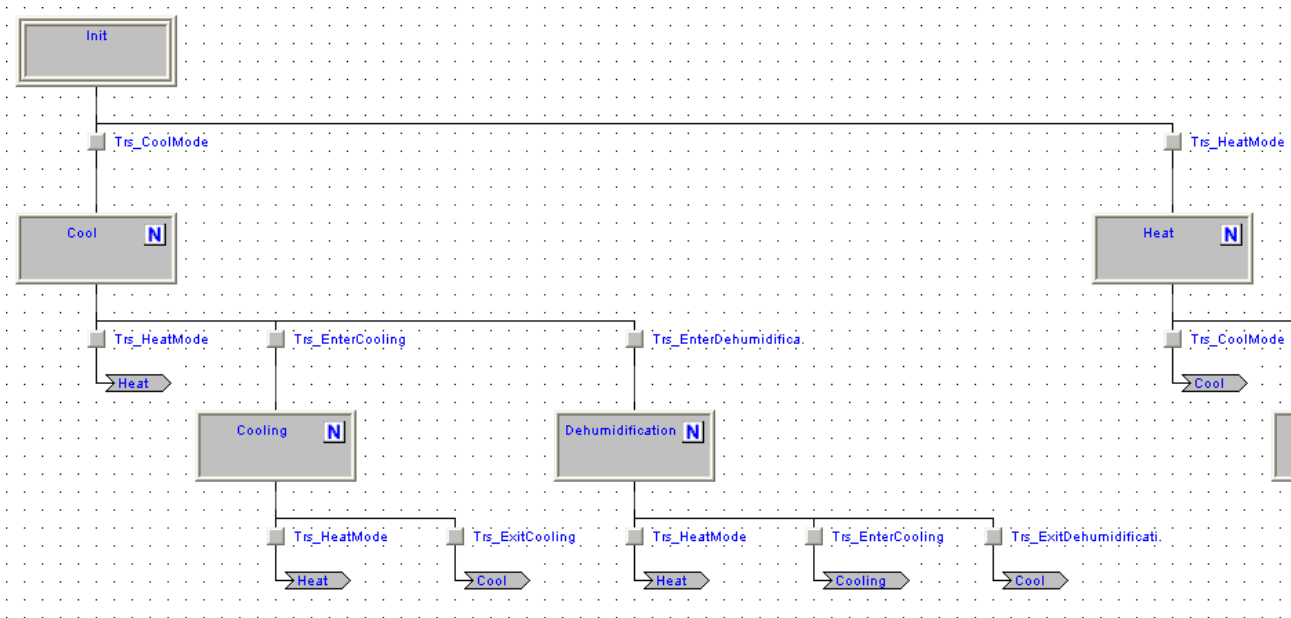 Init
Trs_CoolMode
Trs_HeatMode
Cool N
Heat N
Trs_HeatMode
Trs_EnterCooling
Trs_EnterDehumidifica.
Trs_CoolMode
Heat
Cool
Cooling N
Dehumidification N
Trs_HeatMode
Trs_ExitCooling
Trs_HeatMode
Trs_EnterCooling
Trs_ExitDehumidificati.
Heat
Cool
Heat
Cooling
Cool